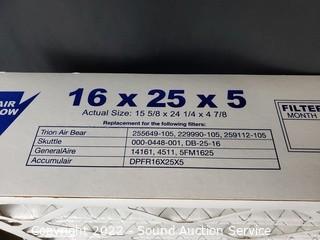 AIR
16 x 25 x 5
Actual Size: 15 5/8 x 24 1/4 x 4 7/8
Replacement for the following filters:
Trion Air Bear 255649-105, 229990-105, 259112-105
Skuttle 000-0448-001, DB-25-16
GeneralAire 14161, 4511, 5FM1625
Accumulair DPFR16X25X5
FILTER
MONTH
Copyright 2022 - Sound Auction Service